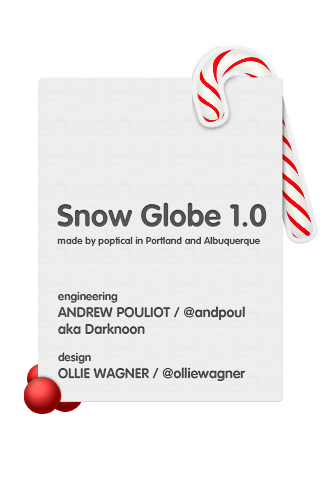 Snow Globe 1.0
made by poptical in Portland and Albuquerque
engineering
ANDREW POULIOT / @andpoul
aka Darknoon
design
OLLIE WAGNER / @olliewagner